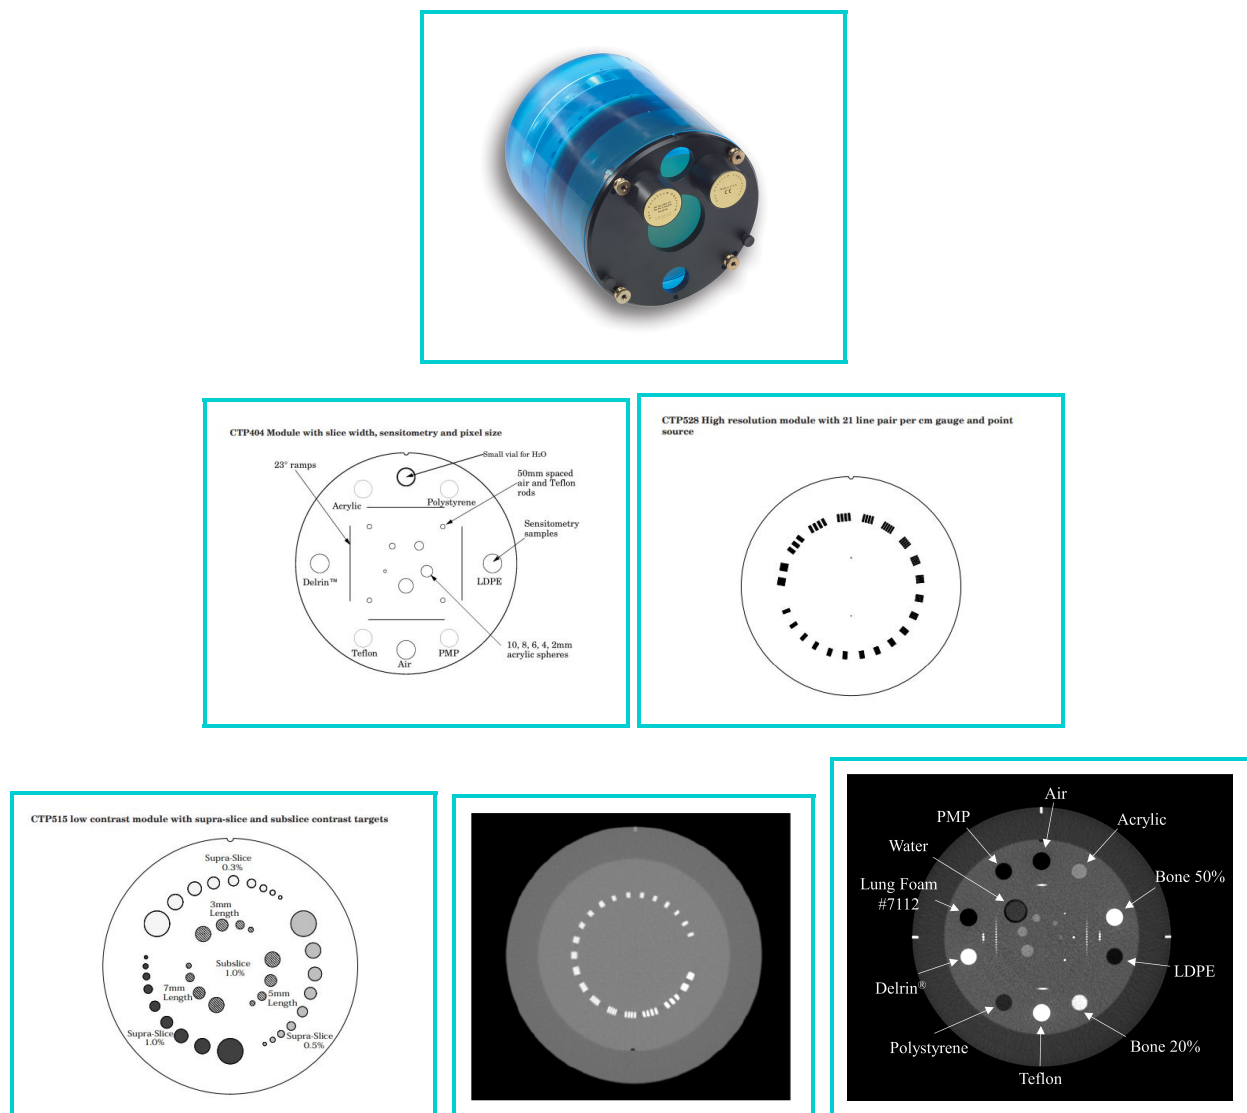 CTP404 Module with slice width, sensitometry and pixel size
Small vial for H2O
23° ramps
50mm spaced
air and Teflon
rods
Acrylic
Polystyrene
Sensitometry
samples
Delrin™
LDPE
Teflon
Air
PMP
10, 8, 6, 4, 2mm
acrylic spheres
CTP528 High resolution module with 21 line pair per cm gauge and point
source
CTP515 low contrast module with supra-slice and subslice contrast targets
Supra-Slice
0.3%
3mm
Length
Subslice
1.0%
7mm
Length
5mm
Length
Supra-Slice
1.0%
Supra-Slice
0.5%
Air
PMP
Acrylic
Water
Bone 50%
Lung Foam
#7112
Delrin®
LDPE
Polystyrene
Bone 20%
Teflon